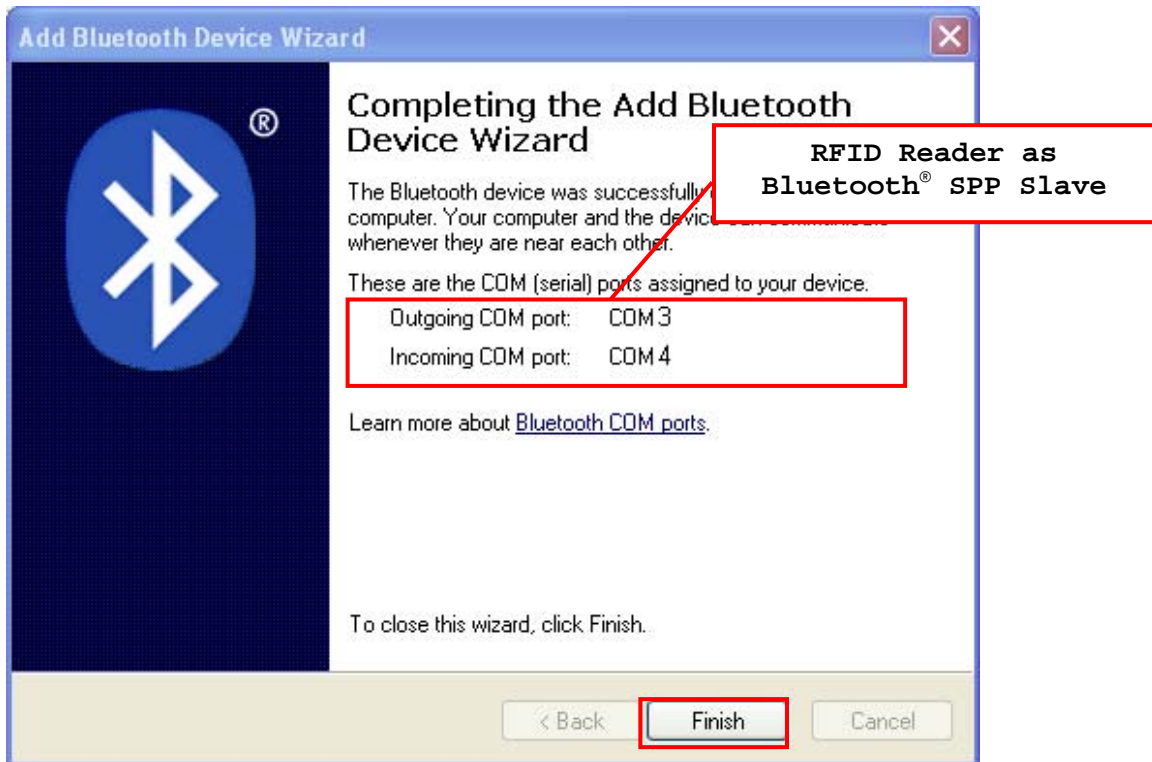 Add Bluetooth Device Wizard
®
Completing the Add Bluetooth
Device Wizard
RFID Reader as
Bluetooth® SPP Slave
The Bluetooth device was successfully
computer. Your computer and the device
whenever they are near each other.
These are the COM (serial) ports assigned to your device.
Outgoing COM port: COM3
Incoming COM port: COM4
Learn more about Bluetooth COM ports.
To close this wizard, click Finish.
< Back Finish Cancel